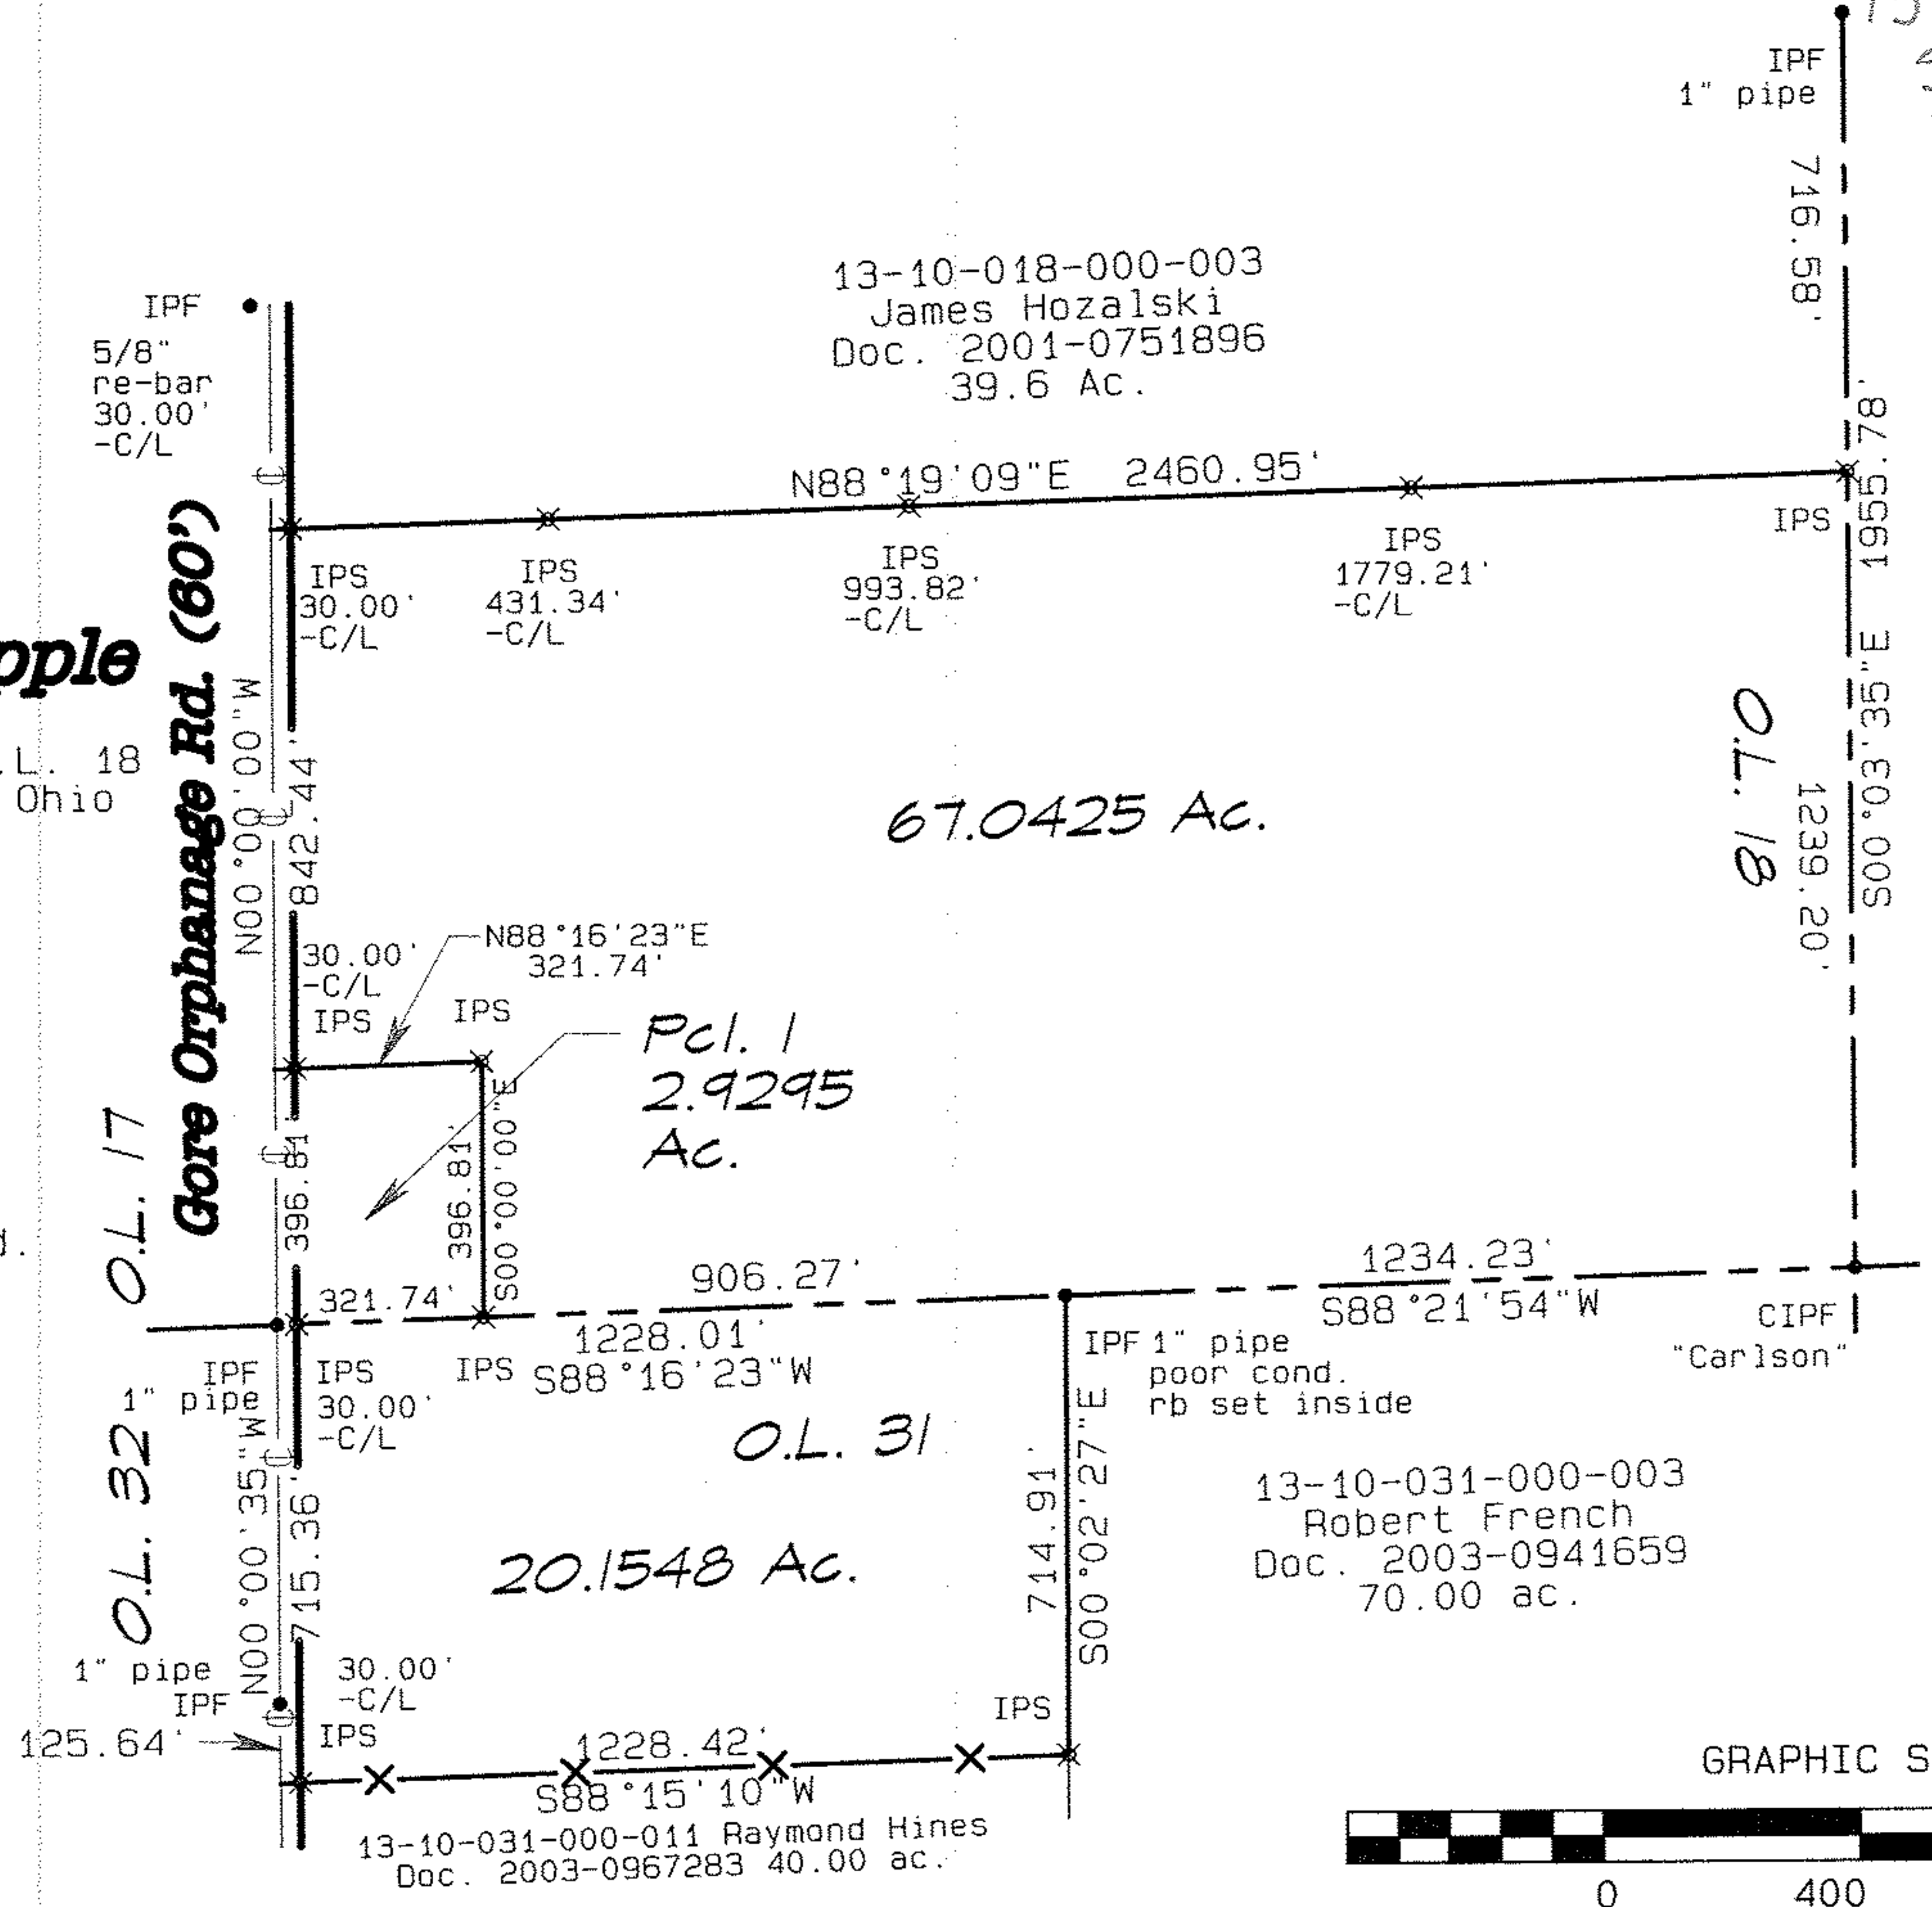 IPF
1" pipe
716.58'
13-10-018-000-003
James Hozalski
Doc. 2001-0751896
39.6 Ac.
IPF
5/8"
re-bar
30.00'
-C/L
N88°19'09"E 2460.95'
1955.78'
S00°03'35"E
IPS
30.00'
-C/L
IPS
431.34'
-C/L
IPS
993.82'
-C/L
IPS
1779.21'
-C/L
IPS
Gore Orphanage Rd. (60')
N00°00'00"W
842.44'
L. 18
Ohio
67.0425 Ac.
O.L. 18
1239.20'
30.00'
-C/L
IPS
N88°16'23"E
321.74'
IPS
Pcl. 1
2.9295
Ac.
O.L. 17
396.81'
396.81'
S00°00'00"E
321.74'
906.27'
1234.23'
1228.01'
S88°16'23"W
S88°21'54"W
IPF
1" pipe
IPS
30.00'
-C/L
IPS
IPF 1" pipe
poor cond.
rb set inside
CIPF
"Carlson"
O.L. 31
O.L. 32
N00°00'35"W
715.36'
714.91'
S00°02'27"E
20.1548 Ac.
13-10-031-000-003
Robert French
Doc. 2003-0941659
70.00 ac.
1" pipe
IPF
30.00'
-C/L
IPS
IPS
125.64'
1228.42'
S88°15'10"W
13-10-031-000-011 Raymond Hines
Doc. 2003-0967283 40.00 ac.
GRAPHIC S
0 400